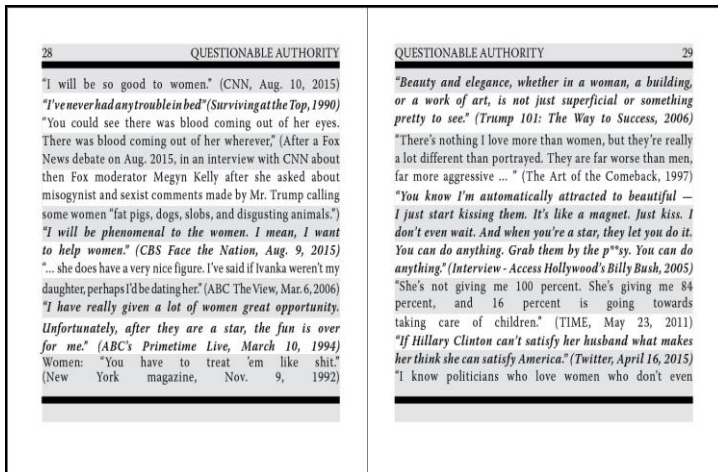 28 QUESTIONABLE AUTHORITY
“I will be so good to women.” (CNN, Aug. 10, 2015)
“I’ve never had any trouble in bed” (Surviving at the Top, 1990)
“You could see there was blood coming out of her eyes.
There was blood coming out of her wherever,” (After a Fox
News debate on Aug. 2015, in an interview with CNN about
then Fox moderator Megyn Kelly after she asked about
misogynist and sexist comments made by Mr. Trump calling
some women “fat pigs, dogs, slobs, and disgusting animals.”)
“I will be phenomenal to the women. I mean, I want
to help women.” (CBS Face the Nation, Aug. 9, 2015)
“... she does have a very nice figure. I’ve said if Ivanka weren’t my
daughter, perhaps I’d be dating her.” (ABC The View, Mar. 6, 2006)
“I have really given a lot of women great opportunity.
Unfortunately, after they are a star, the fun is over
for me.” (ABC’s Primetime Live, March 10, 1994)
Women: “You have to treat ’em like shit.”
(New York magazine, Nov. 9, 1992)
QUESTIONABLE AUTHORITY 29
“Beauty and elegance, whether in a woman, a building,
or a work of art, is not just superficial or something
pretty to see.” (Trump 101: The Way to Success, 2006)
“There’s nothing I love more than women, but they’re really
a lot different than portrayed. They are far worse than men,
far more aggressive ... ” (The Art of the Comeback, 1997)
“You know I’m automatically attracted to beautiful —
I just start kissing them. It’s like a magnet. Just kiss. I
don’t even wait. And when you’re a star, they let you do it.
You can do anything. Grab them by the p**sy. You can do
anything.” (Interview - Access Hollywood’s Billy Bush, 2005)
“She’s not giving me 100 percent. She’s giving me 84
percent, and 16 percent is going towards
taking care of children.” (TIME, May 23, 2011)
“If Hillary Clinton can’t satisfy her husband what makes
her think she can satisfy America.” (Twitter, April 16, 2015)
“I know politicians who love women who don’t even